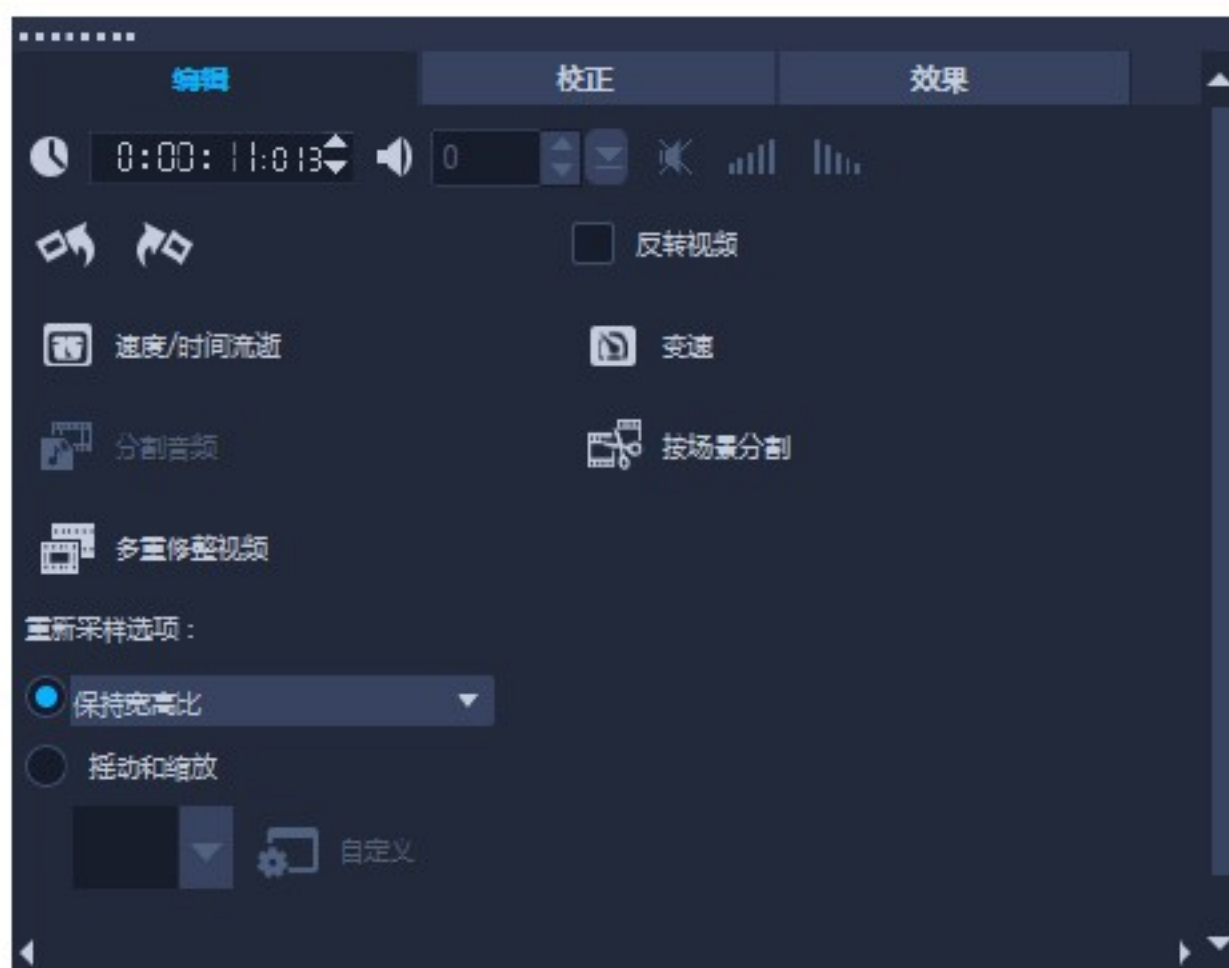 编辑 校正 效果
0:00:11:013 0
反转视频
速度/时间流逝 变速
分割音频 按场景分割
多重修整视频
重新采样选项：
保持宽高比
摇动和缩放
自定义